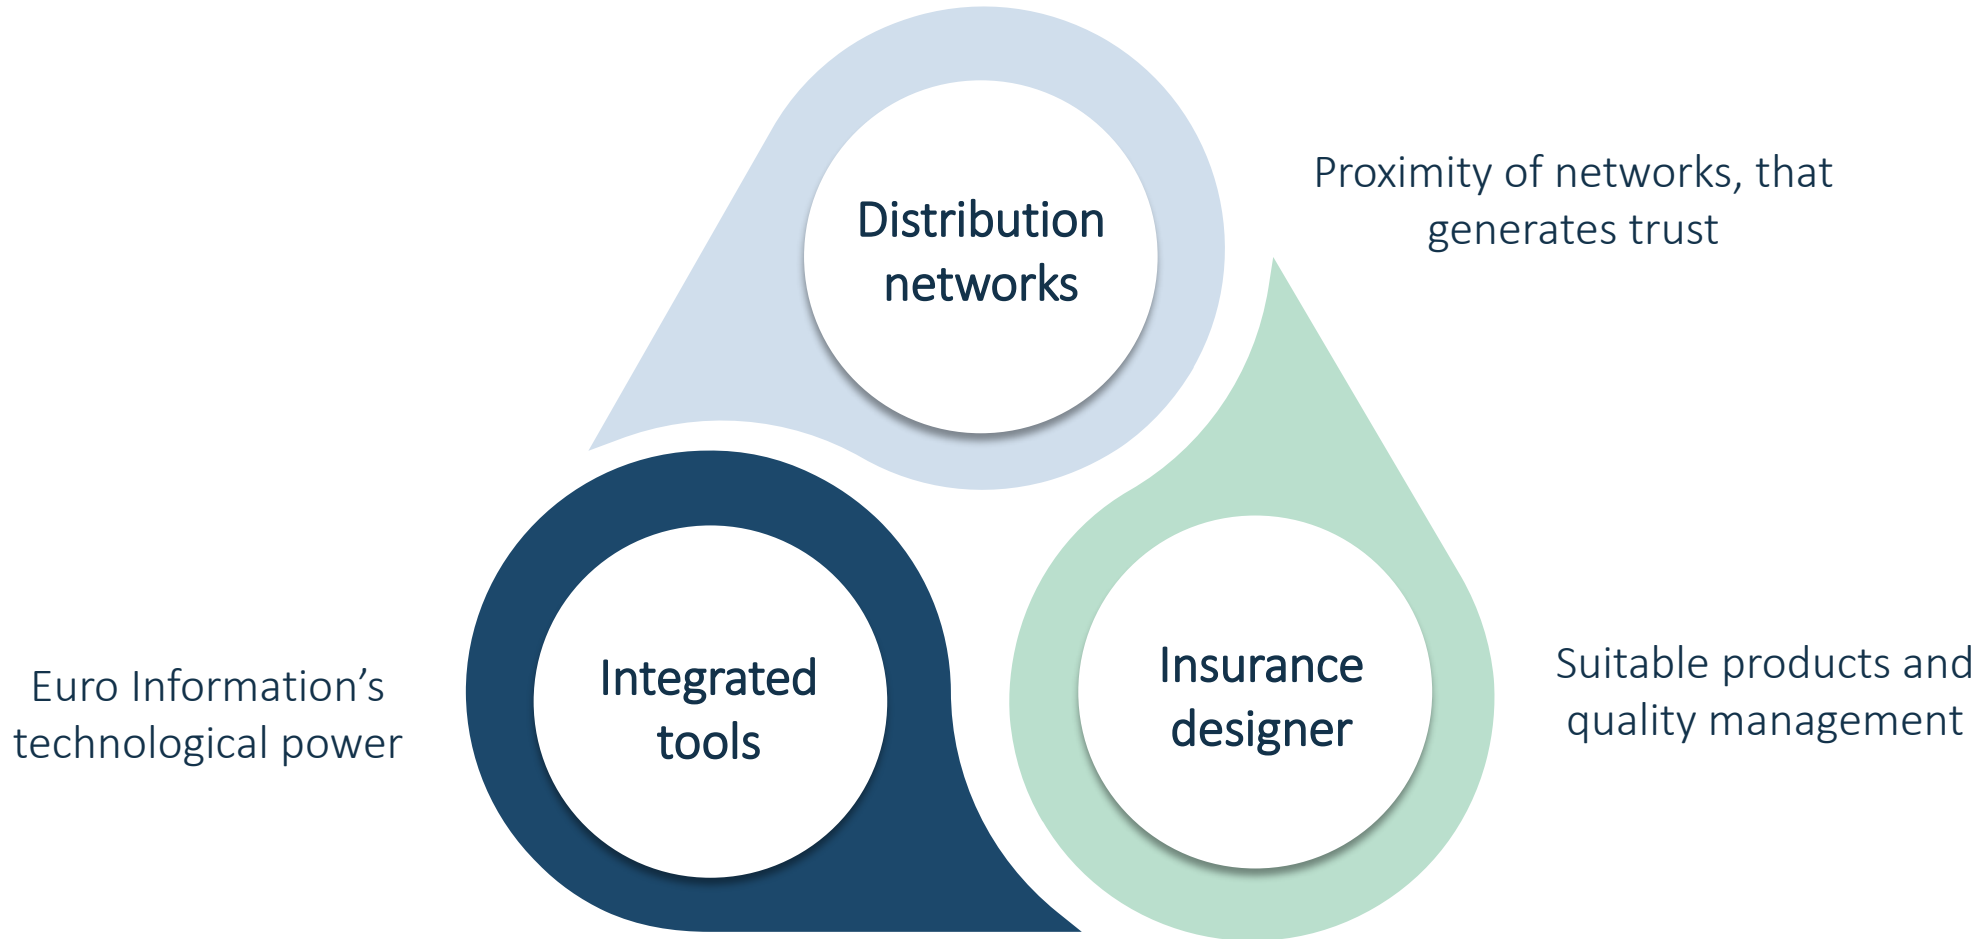 Distribution
networks
Proximity of networks, that
generates trust
Integrated
tools
Euro Information’s
technological power
Insurance
designer
Suitable products and
quality management